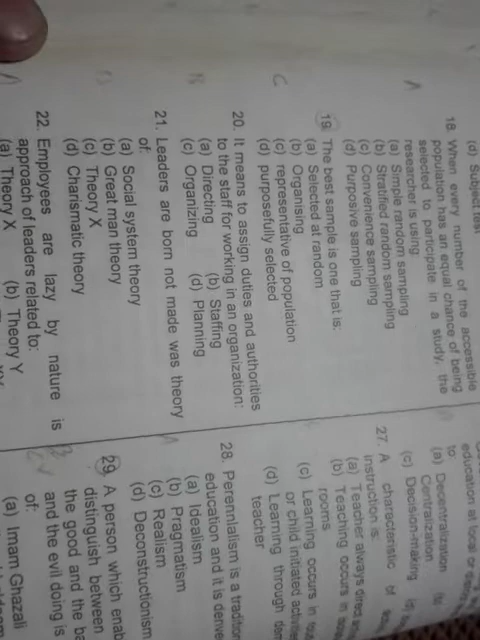 (d) Subject test
18. When every number of the accessible
population has an equal chance of being
selected to participate in a study, the
researcher is using
(a) Simple random sampling
(b) Stratified random sampling
(c) Convenience sampling
(d) Purposive sampling
19. The best sample is one that is:
(a) Selected at random
(b) Organising
(c) representative of population
(d) purposefully selected
20. It means to assign duties and authorities
to the staff for working in an organization:
(a) Directing (b) Staffing
(c) Organizing (d) Planning
21. Leaders are born not made was theory
of:
(a) Social system theory
(b) Great man theory
(c) Theory X
(d) Charismatic theory
22. Employees are lazy by nature is
approach of leaders related to:
(a) Theory X (b) Theory Y
education at local or
to:
(a) Decentralization (b)
Centralization
(c) Decision-making (d)
27. A characteristic of
instruction is:
(a) Teacher always
(b) Teaching occurs in
rooms
(c) Learning occurs in
or child initiated
(d) Learning through
teacher
28. Perennialism is a
education and it is
(a) Idealism
(b) Pragmatism
(c) Realism
(d) Deconstructionism
29. A person which
distinguish between
the good and the
and the evil doing is
of:
(a) Imam Ghazali